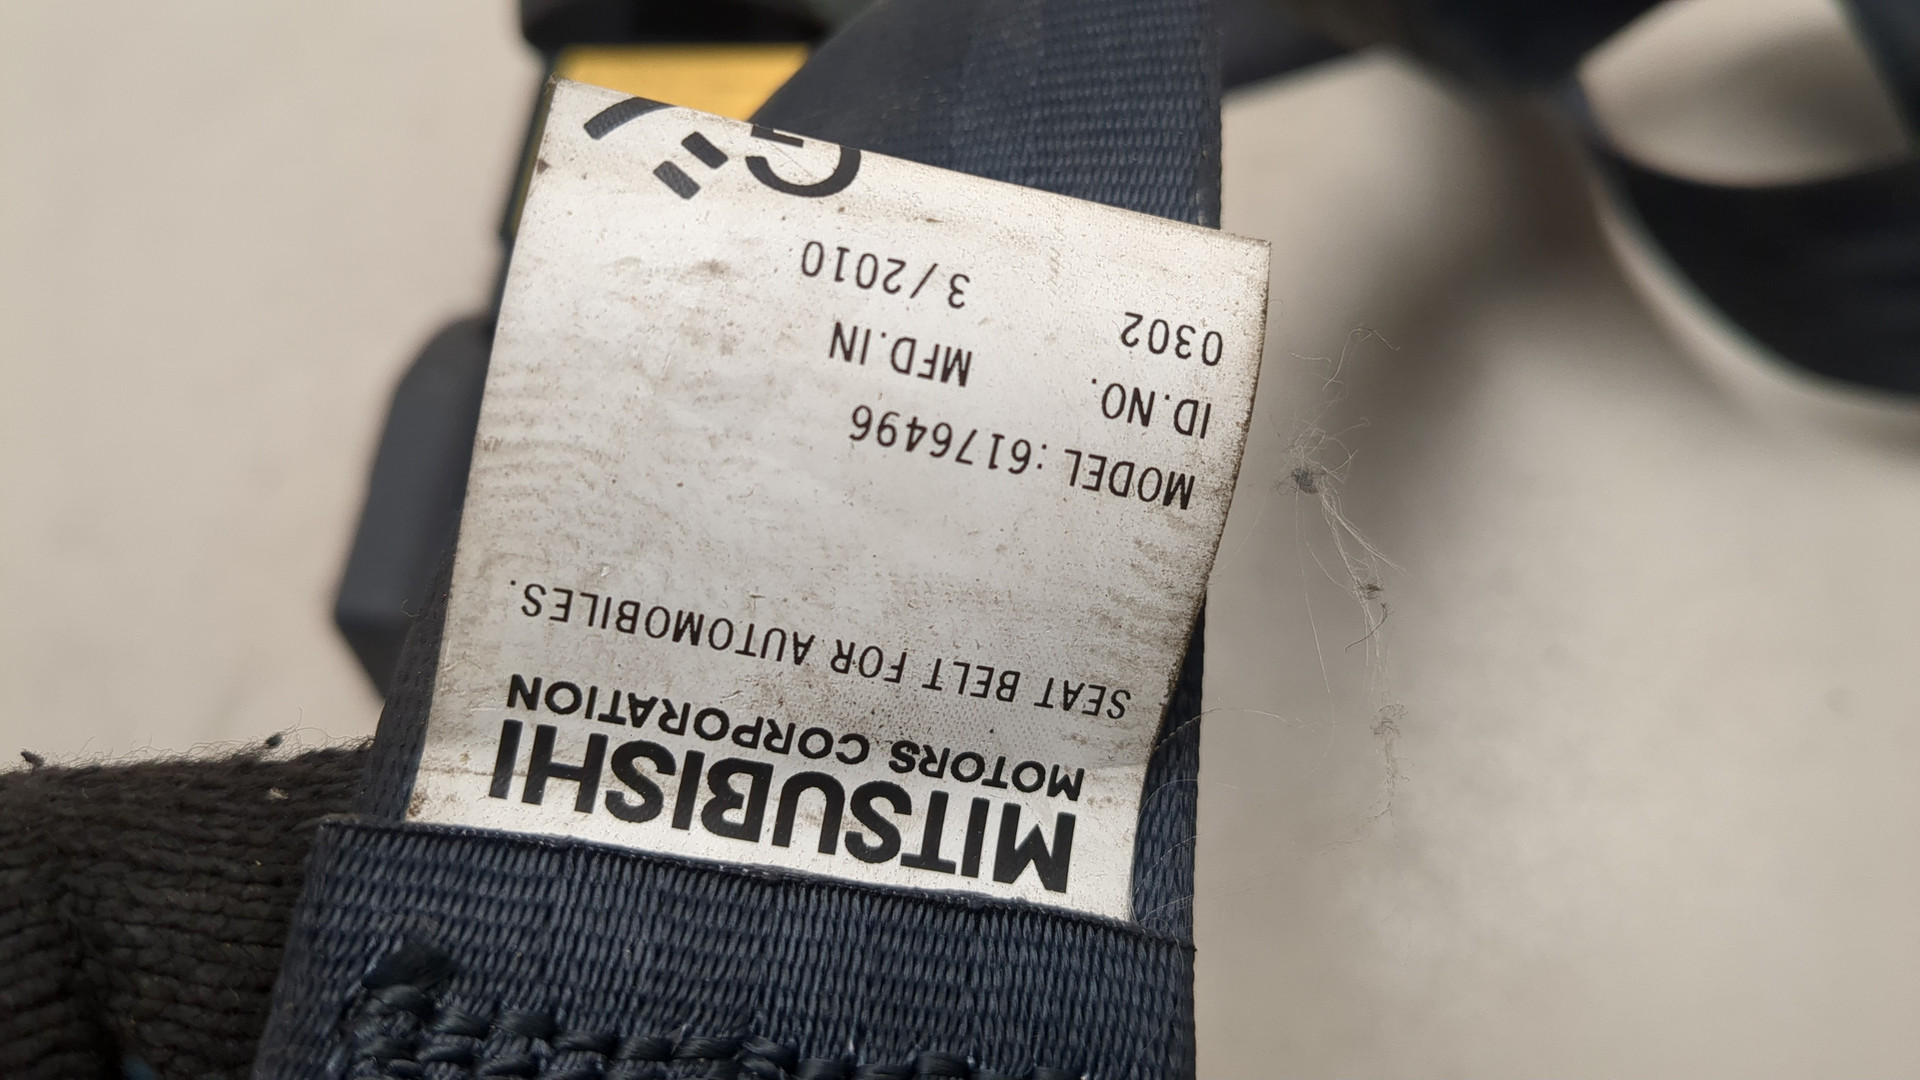 MITSUBISHI
MOTORS CORPORATION
SEAT BELT FOR AUTOMOBILES.
MODEL :6176496
ID.NO. MFD.IN
0302 3/2010